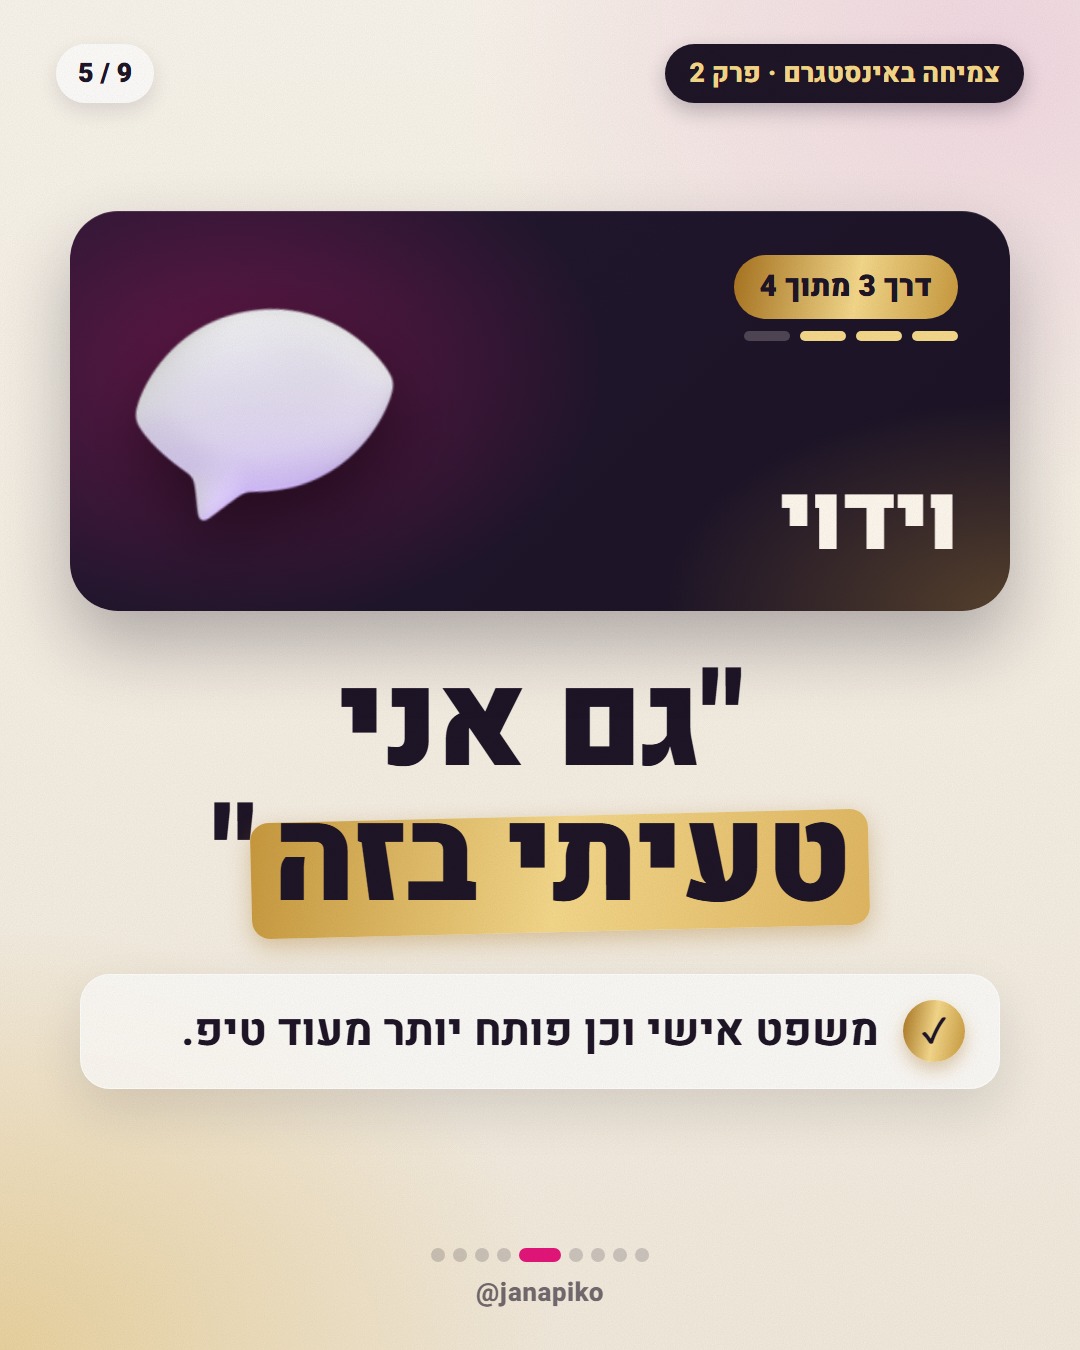 צמיחה באינסטגרם · פרק 2
5 / 9
דרך 3 מתוך 4
וידוי
"גם אני
טעיתי בזה"
משפט אישי וכן פותח יותר מעוד טיפ.
@janapiko